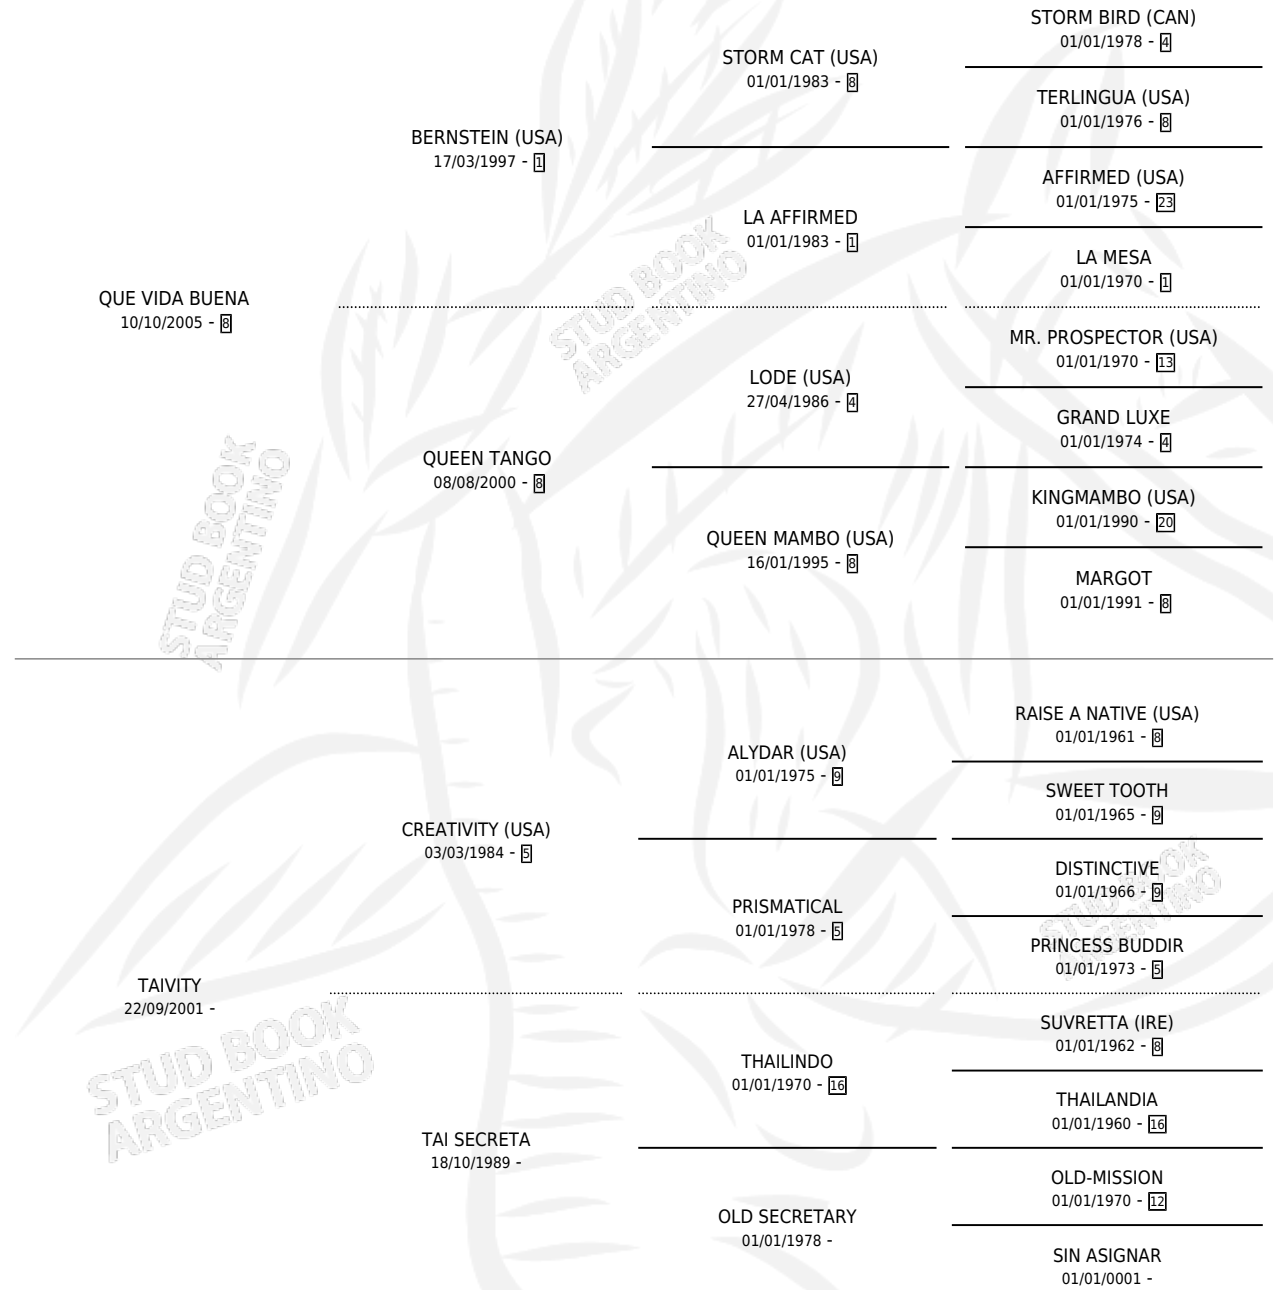 STORM BIRD (CAN)
01/01/1978 - 4
STORM CAT (USA)
01/01/1983 - 8
TERLINGUA (USA)
01/01/1976 - 8
BERNSTEIN (USA)
17/03/1997 - 1
AFFIRMED (USA)
01/01/1975 - 23
LA AFFIRMED
01/01/1983 - 1
LA MESA
01/01/1970 - 1
QUE VIDA BUENA
10/10/2005 - 8
MR. PROSPECTOR (USA)
01/01/1970 - 13
LODE (USA)
27/04/1986 - 4
GRAND LUXE
01/01/1974 - 4
QUEEN TANGO
08/08/2000 - 8
KINGMAMBO (USA)
01/01/1990 - 20
QUEEN MAMBO (USA)
16/01/1995 - 8
MARGOT
01/01/1991 - 8
RAISE A NATIVE (USA)
01/01/1961 - 8
ALYDAR (USA)
01/01/1975 - 9
SWEET TOOTH
01/01/1965 - 9
CREATIVITY (USA)
03/03/1984 - 5
DISTINCTIVE
01/01/1966 - 9
PRISMATICAL
01/01/1978 - 5
PRINCESS BUDDIR
01/01/1973 - 5
TAIVITY
22/09/2001 -
SUVRETTA (IRE)
01/01/1962 - 8
THAILINDO
01/01/1970 - 16
THAILANDIA
01/01/1960 - 16
TAI SECRETA
18/10/1989 -
OLD-MISSION
01/01/1970 - 12
OLD SECRETARY
01/01/1978 -
SIN ASIGNAR
01/01/0001 -
STUD BOOK
ARGENTINO
STUD BOOK
ARGENTINO
STUD BOOK
ARGENTINO
STUD BOOK
ARGENTINO